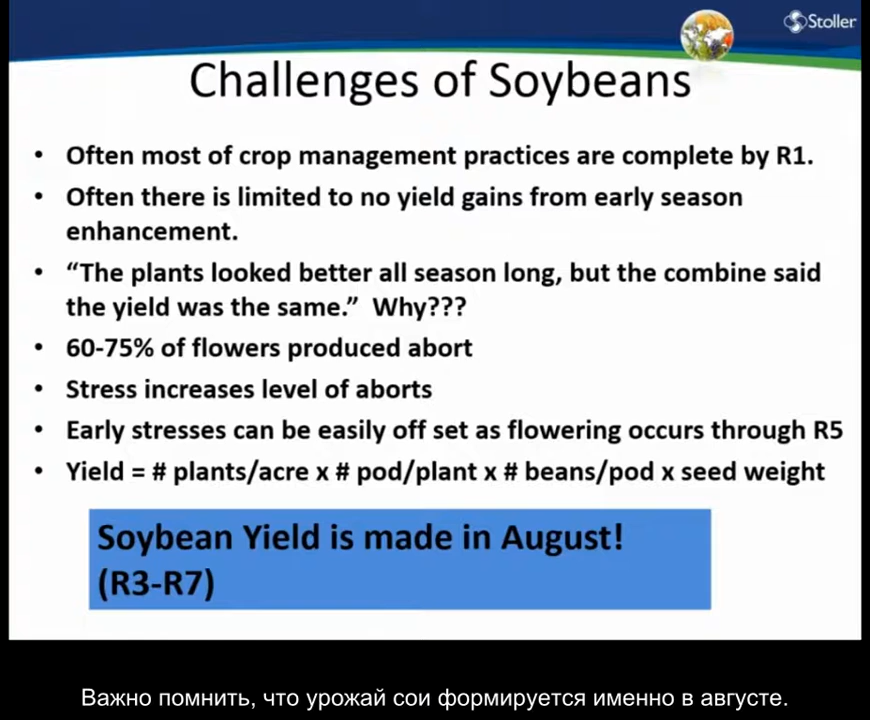 Stoller
Challenges of Soybeans
• Often most of crop management practices are complete by R1.
• Often there is limited to no yield gains from early season
enhancement.
• “The plants looked better all season long, but the combine said
the yield was the same.” Why???
• 60-75% of flowers produced abort
• Stress increases level of aborts
• Early stresses can be easily off set as flowering occurs through R5
• Yield = # plants/acre x # pod/plant x # beans/pod x seed weight
Soybean Yield is made in August!
(R3-R7)
Важно помнить, что урожай сои формируется именно в августе.